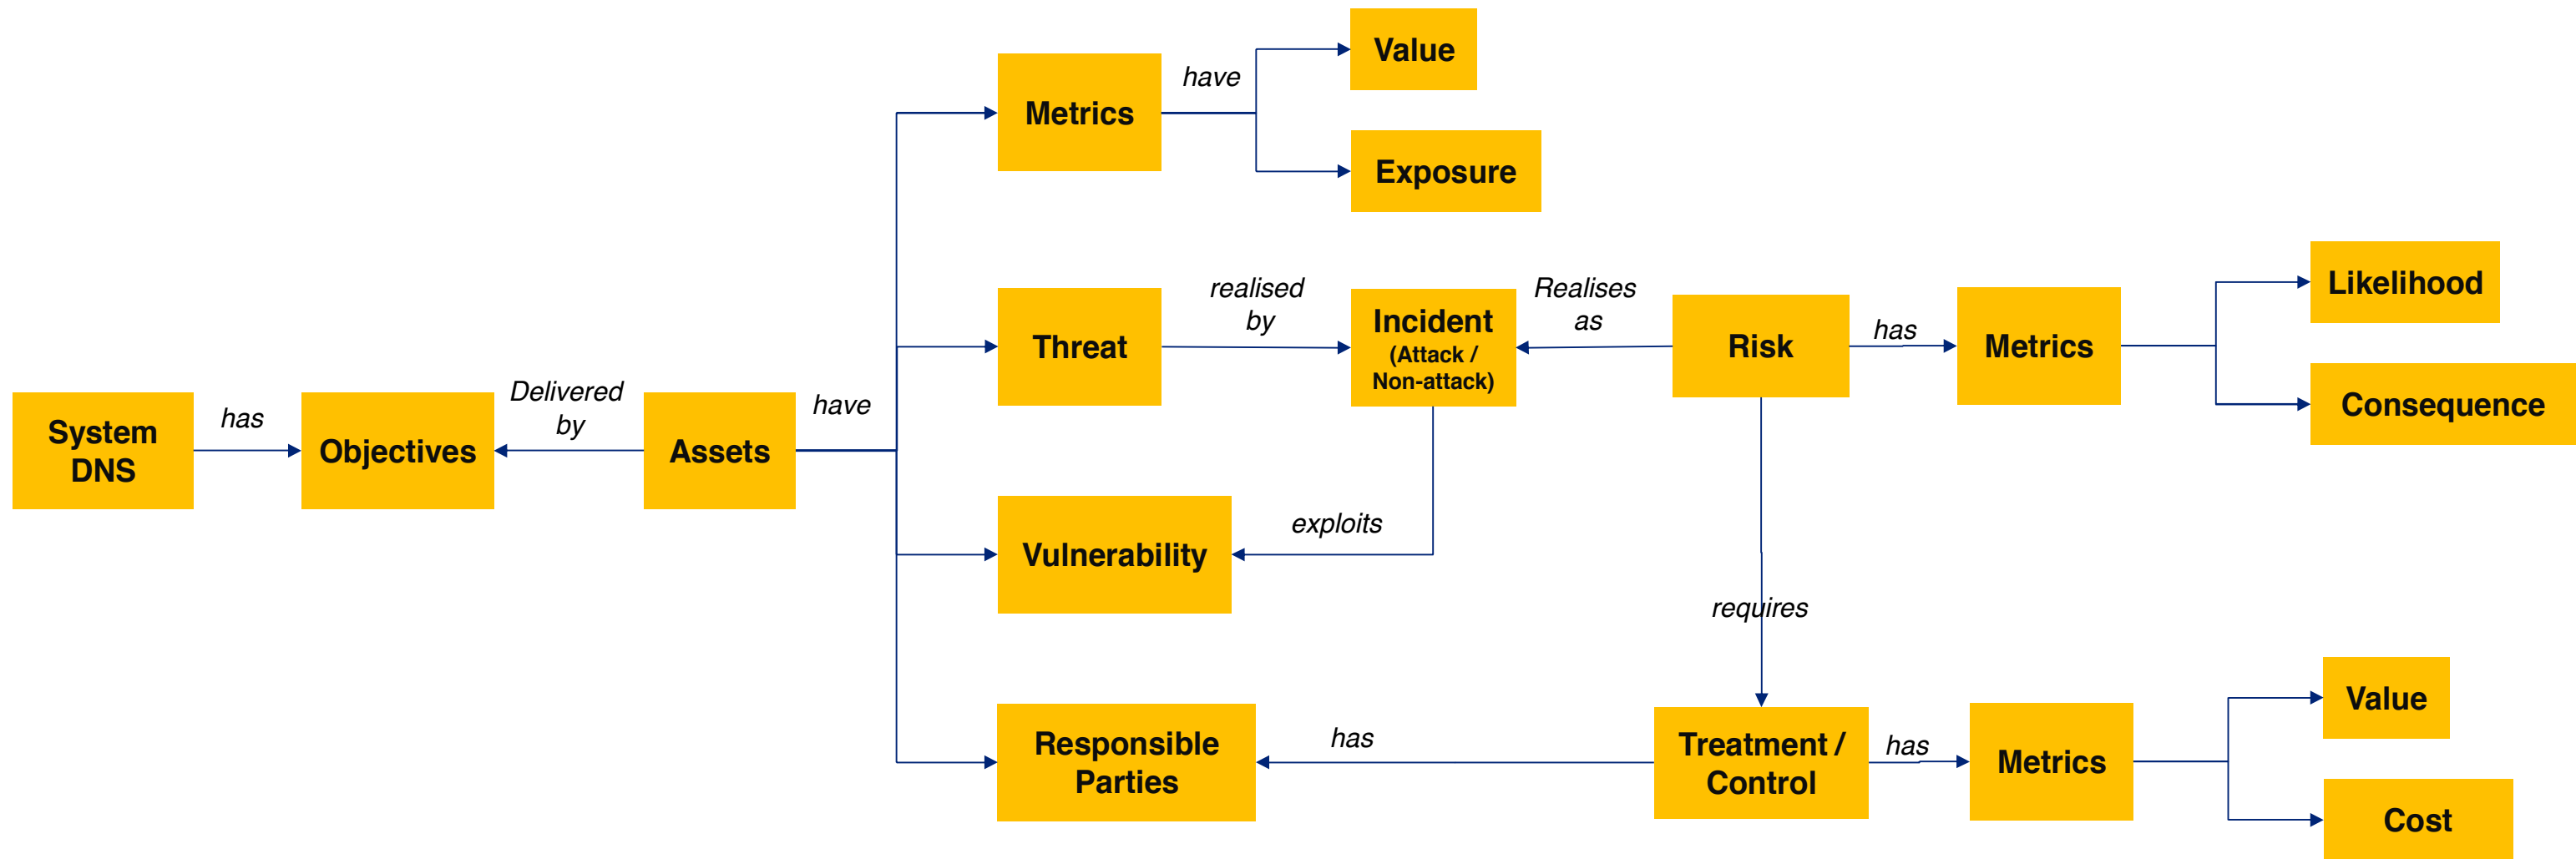 Value
have
Metrics
Exposure
Likelihood
realised
by
Realises
as
Incident
(Attack /
Non-attack)
Threat
Risk
has
Metrics
Consequence
System
DNS
has
Objectives
Delivered
by
Assets
have
Vulnerability
exploits
requires
Value
Responsible
Parties
has
Treatment /
Control
has
Metrics
Cost